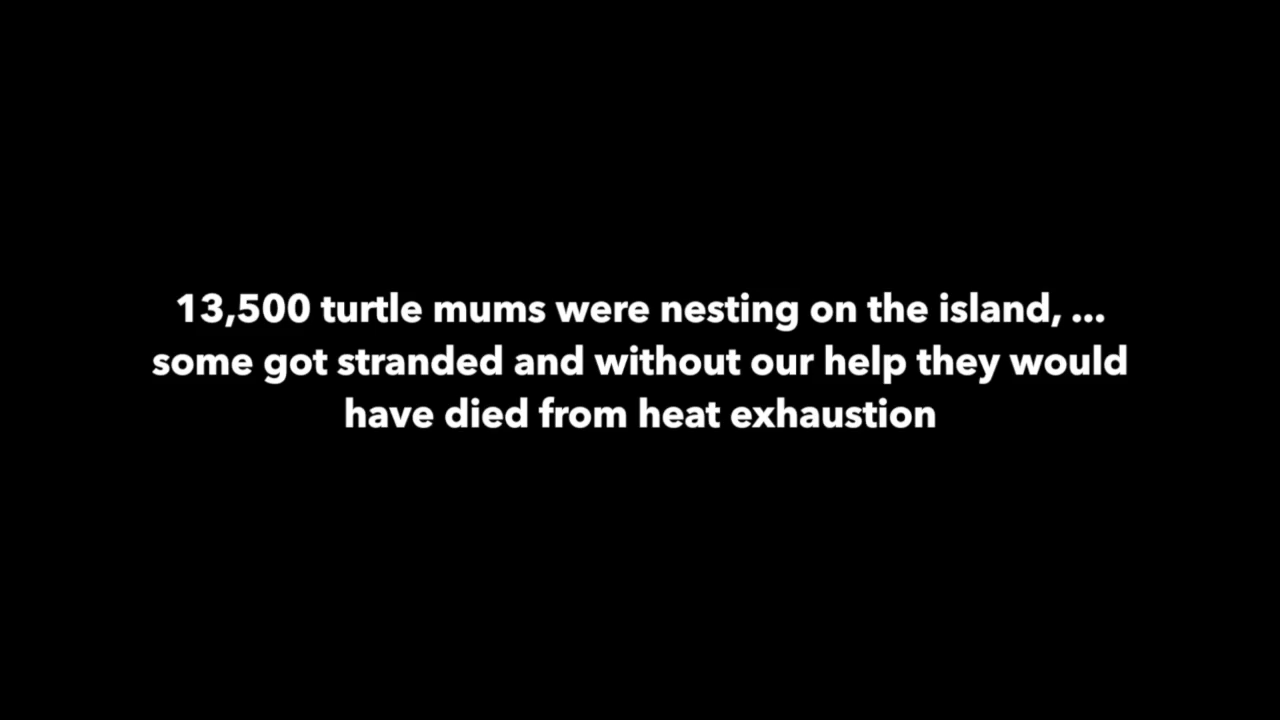 13,500 turtle mums were nesting on the island, ...
some got stranded and without our help they would
have died from heat exhaustion